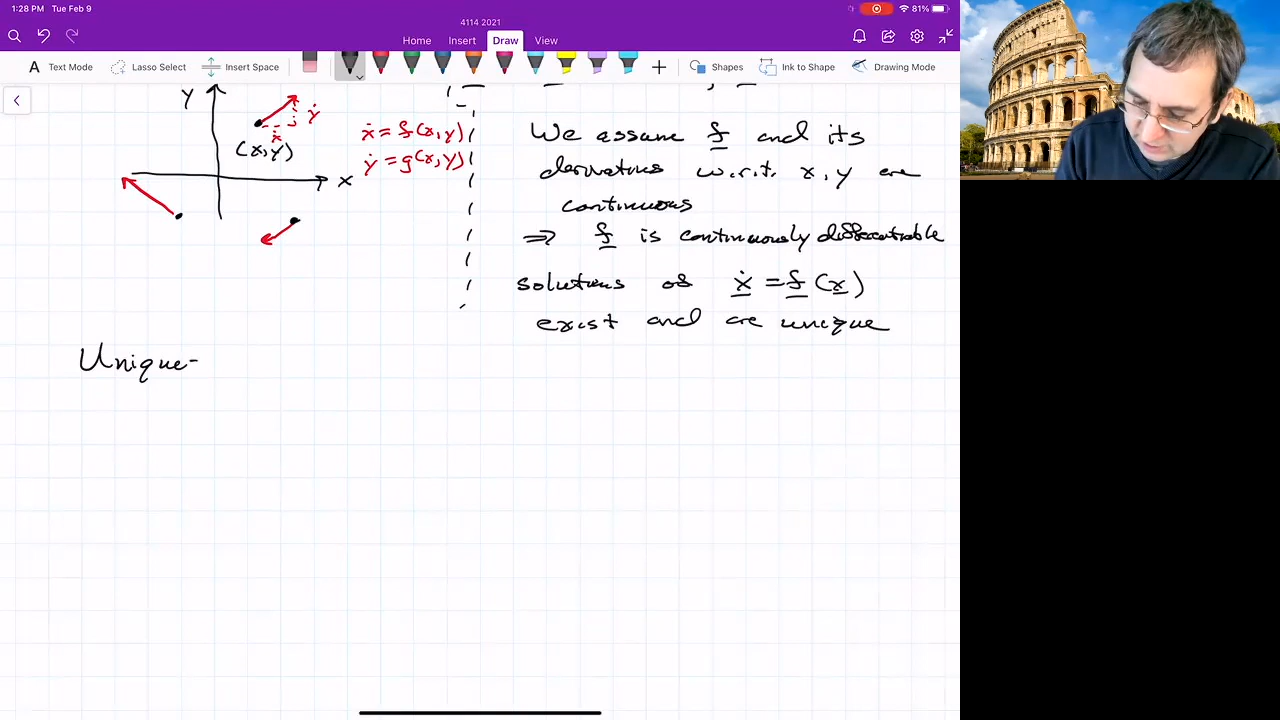 1:28 PM Tue Feb 9
81%
4114 2021
Home Insert Draw View
A Text Mode Lasso Select Insert Space Shapes Ink to Shape Drawing Mode
y
ẏ
ẋ
(x,y)
x
ẋ = f(x,y)
ẏ = g(x,y)
We assume f and its
derivatives w.r.t. x, y are
continuous
⇒ f is continuously differentiable
solutions of ẋ = f(x)
exist and are unique
Unique-